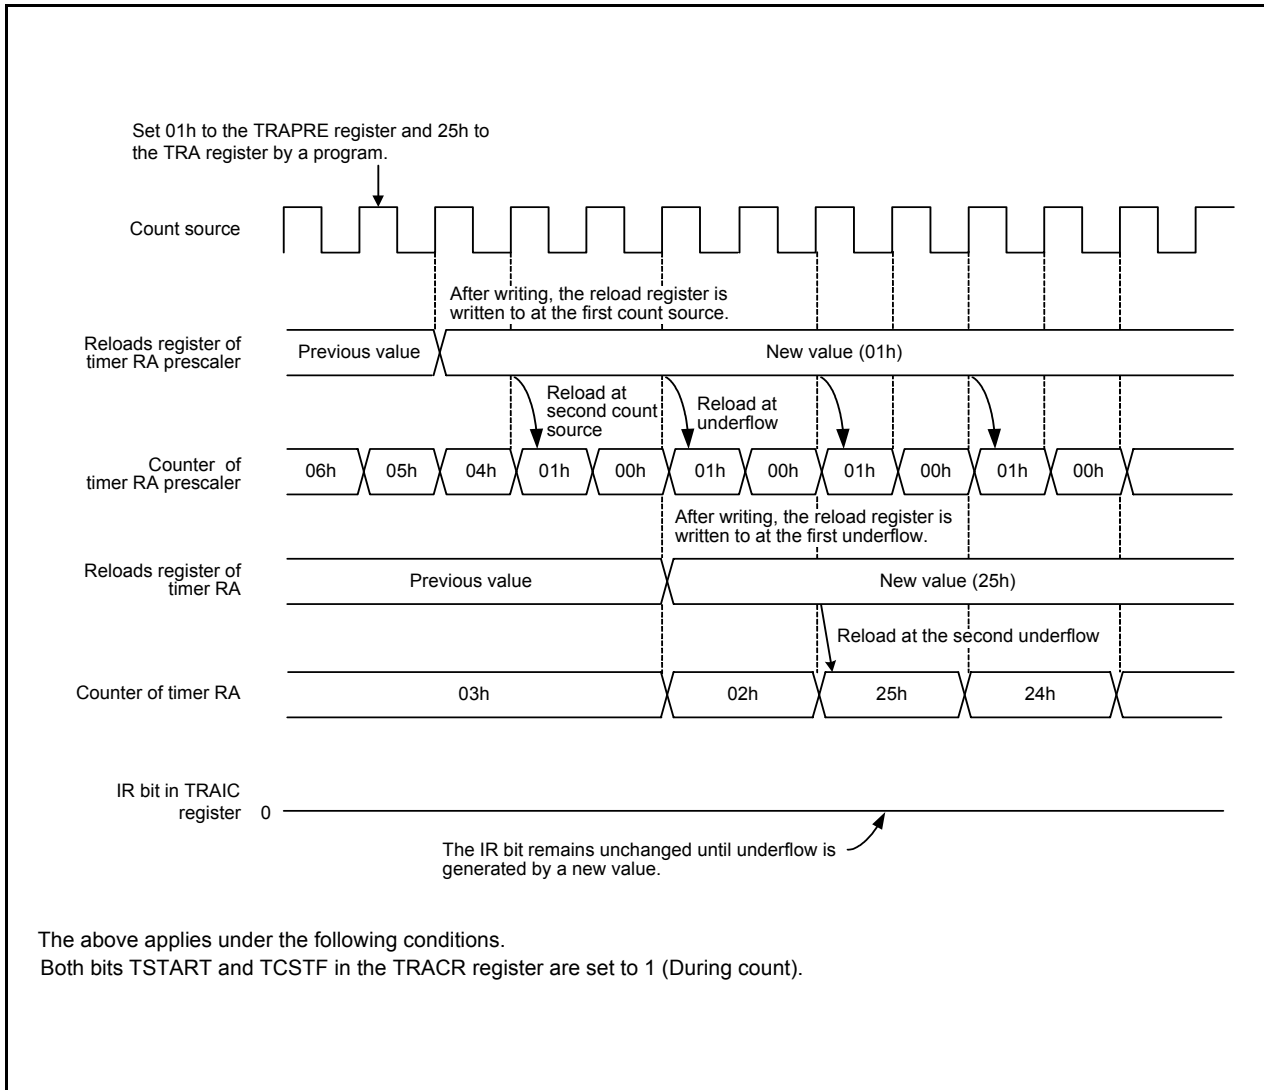 Set 01h to the TRAPRE register and 25h to
the TRA register by a program.
Count source
After writing, the reload register is
written to at the first count source.
Reloads register of
timer RA prescaler
Previous value
New value (01h)
Reload at
second count
source
Reload at
underflow
Counter of
timer RA prescaler
06h 05h 04h 01h 00h 01h 00h 01h 00h 01h 00h
After writing, the reload register is
written to at the first underflow.
Reloads register of
timer RA
Previous value
New value (25h)
Reload at the second underflow
Counter of timer RA
03h 02h 25h 24h
IR bit in TRAIC
register
0
The IR bit remains unchanged until underflow is
generated by a new value.
The above applies under the following conditions.
Both bits TSTART and TCSTF in the TRACR register are set to 1 (During count).